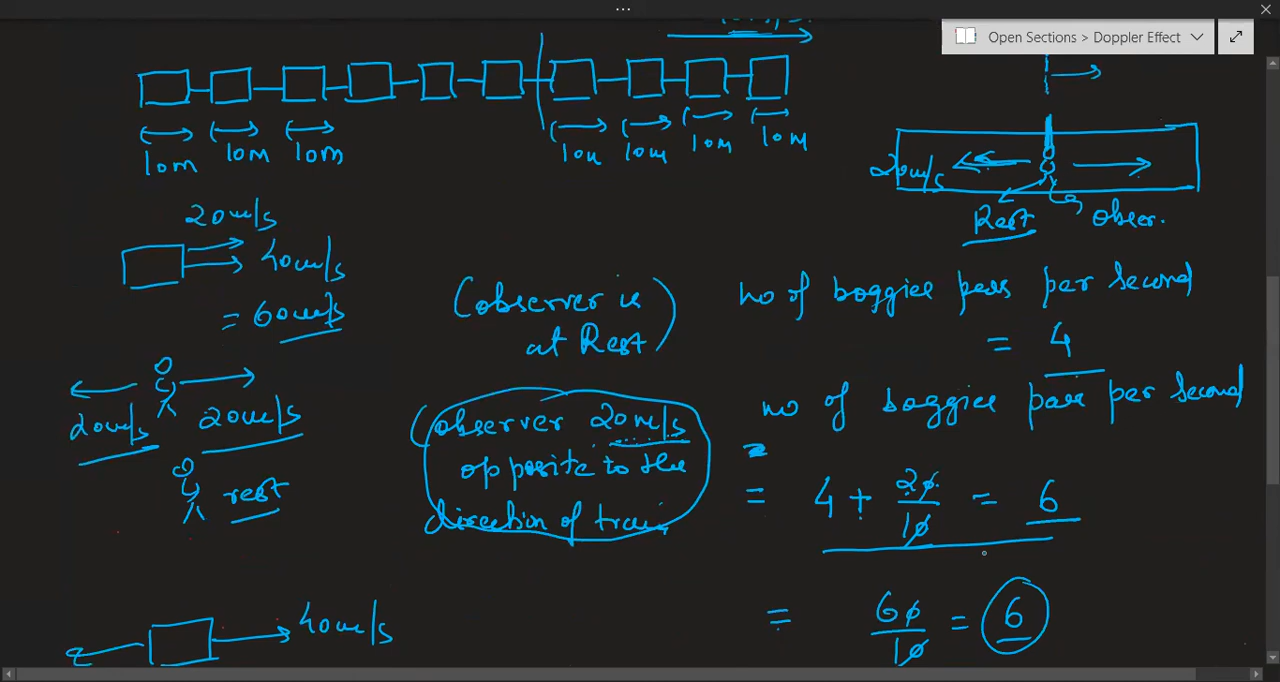 Open Sections > Doppler Effect
10m 10m 10m 10m 10m 10m 10m
20m/s
Rest Obser.
20m/s
40m/s
= 60m/s
(observer is
at Rest)
no of boggies pass per second
= 4
20m/s 20m/s
rest
(observer 20m/s
opposite to the
direction of train
no of boggies pass per second
=
= 4 + 20/10 = 6
= 60/10 = 6
40m/s